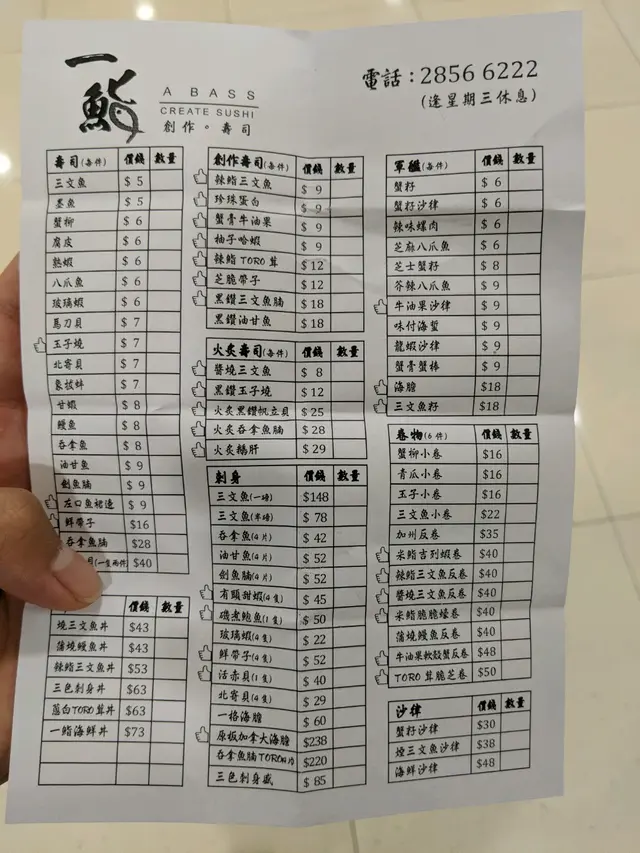 一鮨
A BASS
CREATE SUSHI
創作。壽司
電話：2856 6222
(逢星期三休息)
壽司(每件) 價錢 數量
三文魚 $ 5
墨魚 $ 5
蟹柳 $ 6
腐皮 $ 6
熟蝦 $ 6
八爪魚 $ 6
玻璃蝦 $ 6
馬刀貝 $ 7
玉子燒 $ 7
北寄貝 $ 7
象拔蚌 $ 7
甘蝦 $ 8
鰻魚 $ 8
吞拿魚 $ 8
油甘魚 $ 9
劍魚腩 $ 9
左口魚裙邊 $ 9
鮮帶子 $16
吞拿魚腩 $28
貝(一隻兩件) $40
價錢 數量
燒三文魚丼 $43
蒲燒鰻魚丼 $43
辣鮨三文魚丼 $53
三色刺身丼 $63
蔥白TORO茸丼 $63
一鮨海鮮丼 $73
創作壽司(每件) 價錢 數量
辣鮨三文魚 $ 9
珍珠蛋白 $ 9
蟹膏牛油果 $ 9
柚子哈蝦 $ 9
辣鮨TORO茸 $12
芝脆帶子 $12
黑鑽三文魚腩 $18
黑鑽油甘魚 $18
火炙壽司(每件) 價錢 數量
醬燒三文魚 $ 8
黑鑽玉子燒 $12
火炙黑鑽帆立貝 $25
火炙吞拿魚腩 $28
火炙鵝肝 $29
刺身 價錢 數量
三文魚(一磅) $148
三文魚(半磅) $ 78
吞拿魚(4片) $ 42
油甘魚(4片) $ 52
劍魚腩(4片) $ 52
有頭甜蝦(4隻) $ 45
磯煮鮑魚(1隻) $ 50
玻璃蝦(4隻) $ 22
鮮帶子(4隻) $ 52
活赤貝(1隻) $ 40
北寄貝(4隻) $ 29
一格海膽 $ 60
原板加拿大海膽 $238
吞拿魚腩TORO(4片) $220
三色刺身盛 $ 85
軍艦(每件) 價錢 數量
蟹籽 $ 6
蟹籽沙律 $ 6
辣味螺肉 $ 6
芝麻八爪魚 $ 6
芝士蟹籽 $ 8
芥辣八爪魚 $ 9
牛油果沙律 $ 9
味付海蜇 $ 9
龍蝦沙律 $ 9
蟹膏蟹棒 $ 9
海膽 $18
三文魚籽 $18
卷物(6件) 價錢 數量
蟹柳小卷 $16
青瓜小卷 $16
玉子小卷 $16
三文魚小卷 $22
加州反卷 $35
米鮨吉列蝦卷 $40
辣鮨三文魚反卷 $40
醬燒三文魚反卷 $40
米鮨脆脆蠔卷 $40
蒲燒鰻魚反卷 $40
牛油果軟殼蟹反卷 $48
TORO茸脆芝卷 $50
沙律 價錢 數量
蟹籽沙律 $30
煙三文魚沙律 $38
海鮮沙律 $48